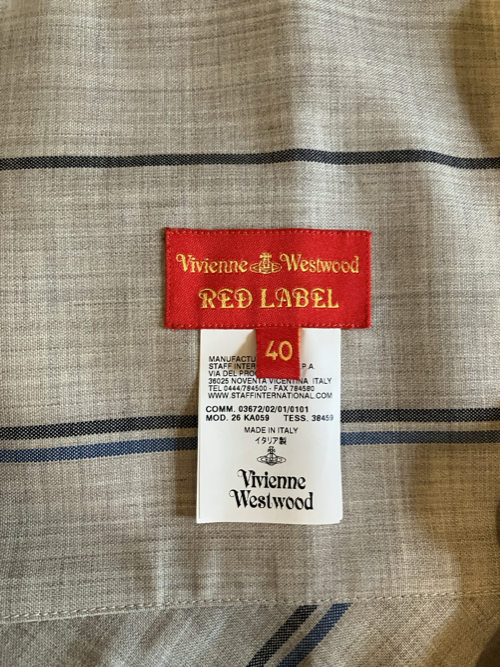 Vivienne Westwood
RED LABEL
40
MANUFACTU
STAFF INTER P.A.
VIA DEL PRO
36025 NOVENTA VICENTINA ITALY
TEL 0444/784500 - FAX 784580
WWW.STAFFINTERNATIONAL.COM
COMM. 03672/02/01/0101
MOD. 26 KA059 TESS. 38459
MADE IN ITALY
イタリア製
Vivienne
Westwood